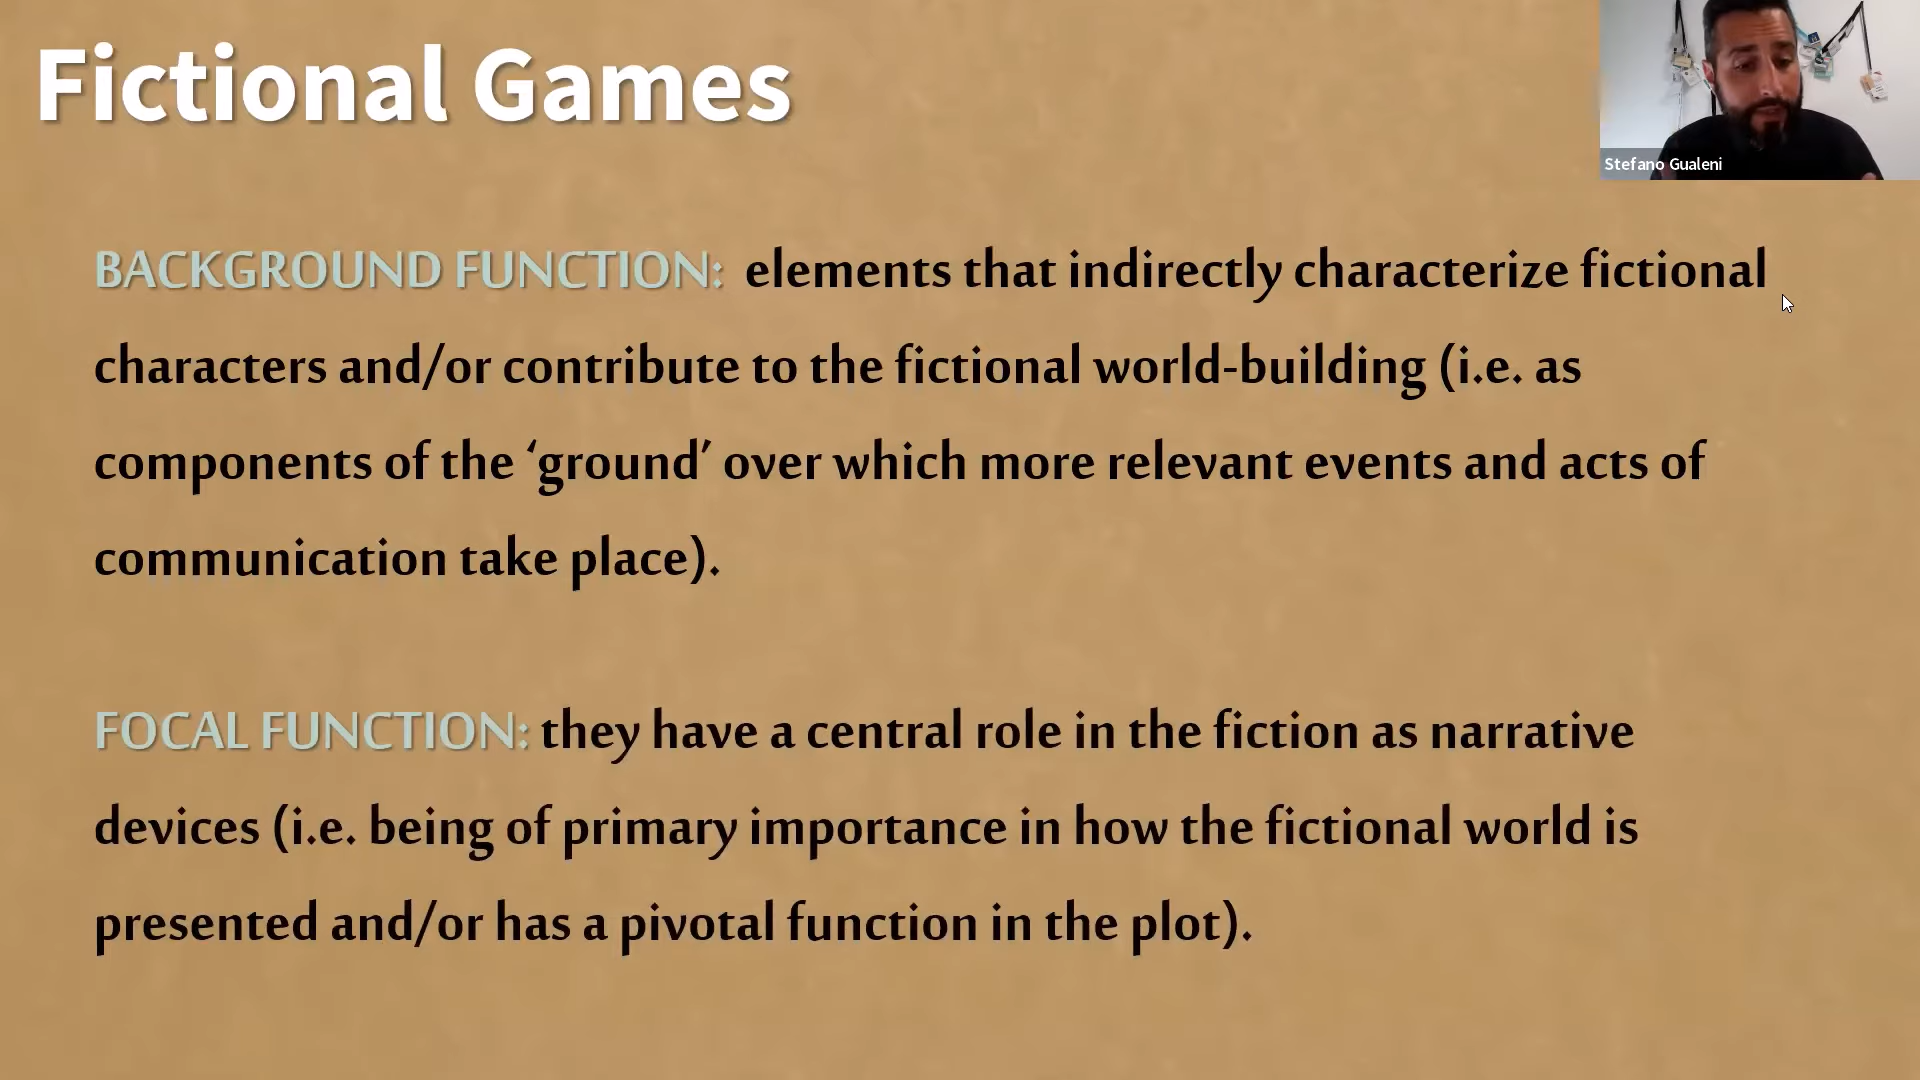 Fictional Games
Stefano Gualeni
BACKGROUND FUNCTION: elements that indirectly characterize fictional
characters and/or contribute to the fictional world-building (i.e. as
components of the ‘ground’ over which more relevant events and acts of
communication take place).
FOCAL FUNCTION: they have a central role in the fiction as narrative
devices (i.e. being of primary importance in how the fictional world is
presented and/or has a pivotal function in the plot).